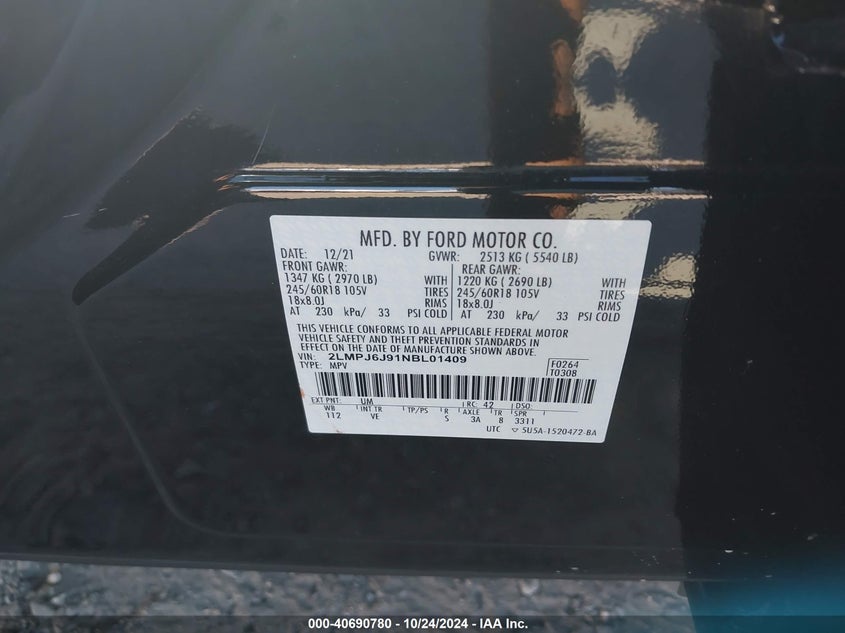 MFD. BY FORD MOTOR CO.
DATE: 12/21 GVWR: 2513 KG ( 5540 LB)
FRONT GAWR: REAR GAWR:
1347 KG ( 2970 LB) WITH 1220 KG ( 2690 LB) WITH
245/60R18 105V TIRES 245/60R18 105V TIRES
18x8.0J RIMS 18x8.0J RIMS
AT 230 kPa/ 33 PSI COLD AT 230 kPa/ 33 PSI COLD
THIS VEHICLE CONFORMS TO ALL APPLICABLE FEDERAL MOTOR
VEHICLE SAFETY AND THEFT PREVENTION STANDARDS IN
EFFECT ON THE DATE OF MANUFACTURE SHOWN ABOVE.
VIN: 2LMPJ6J91NBL01409 F0264
TYPE: MPV T0308
EXT PNT: UM RC: 42 DSO:
WB INT TR TP/PS R AXLE TR SPR
112 VE S 3A 8 3311
UTC ▽ 5U5A-1520472-BA
000-40690780 - 10/24/2024 - IAA Inc.